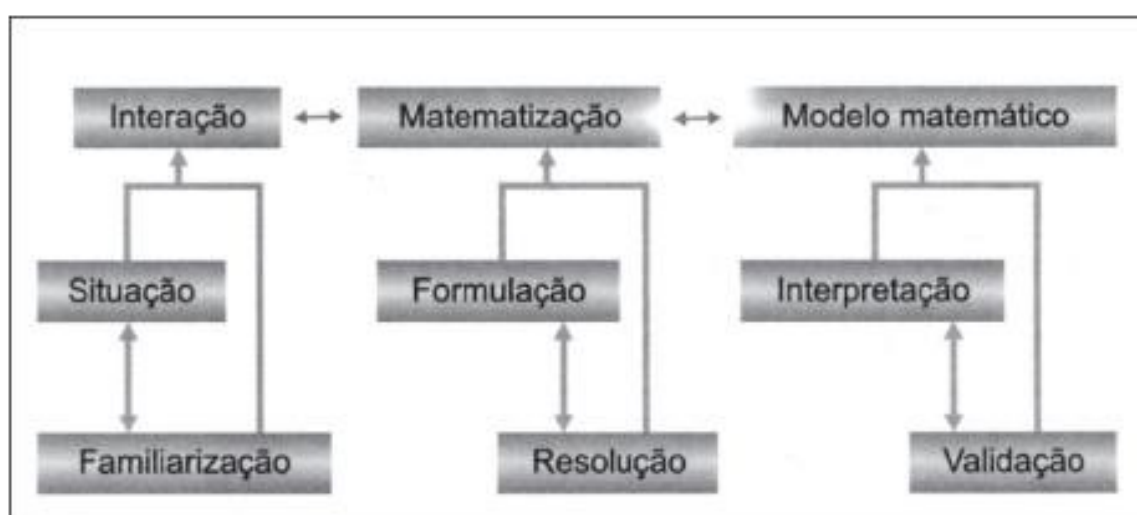 Interação
Matematização
Modelo matemático
Situação
Formulação
Interpretação
Familiarização
Resolução
Validação